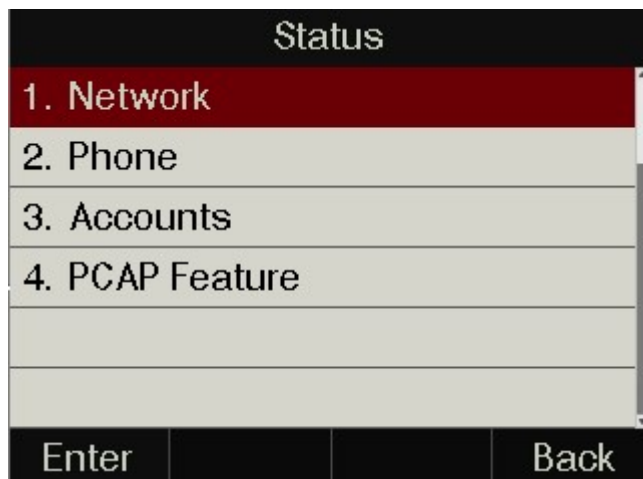 Status
1. Network
2. Phone
3. Accounts
4. PCAP Feature
Enter Back